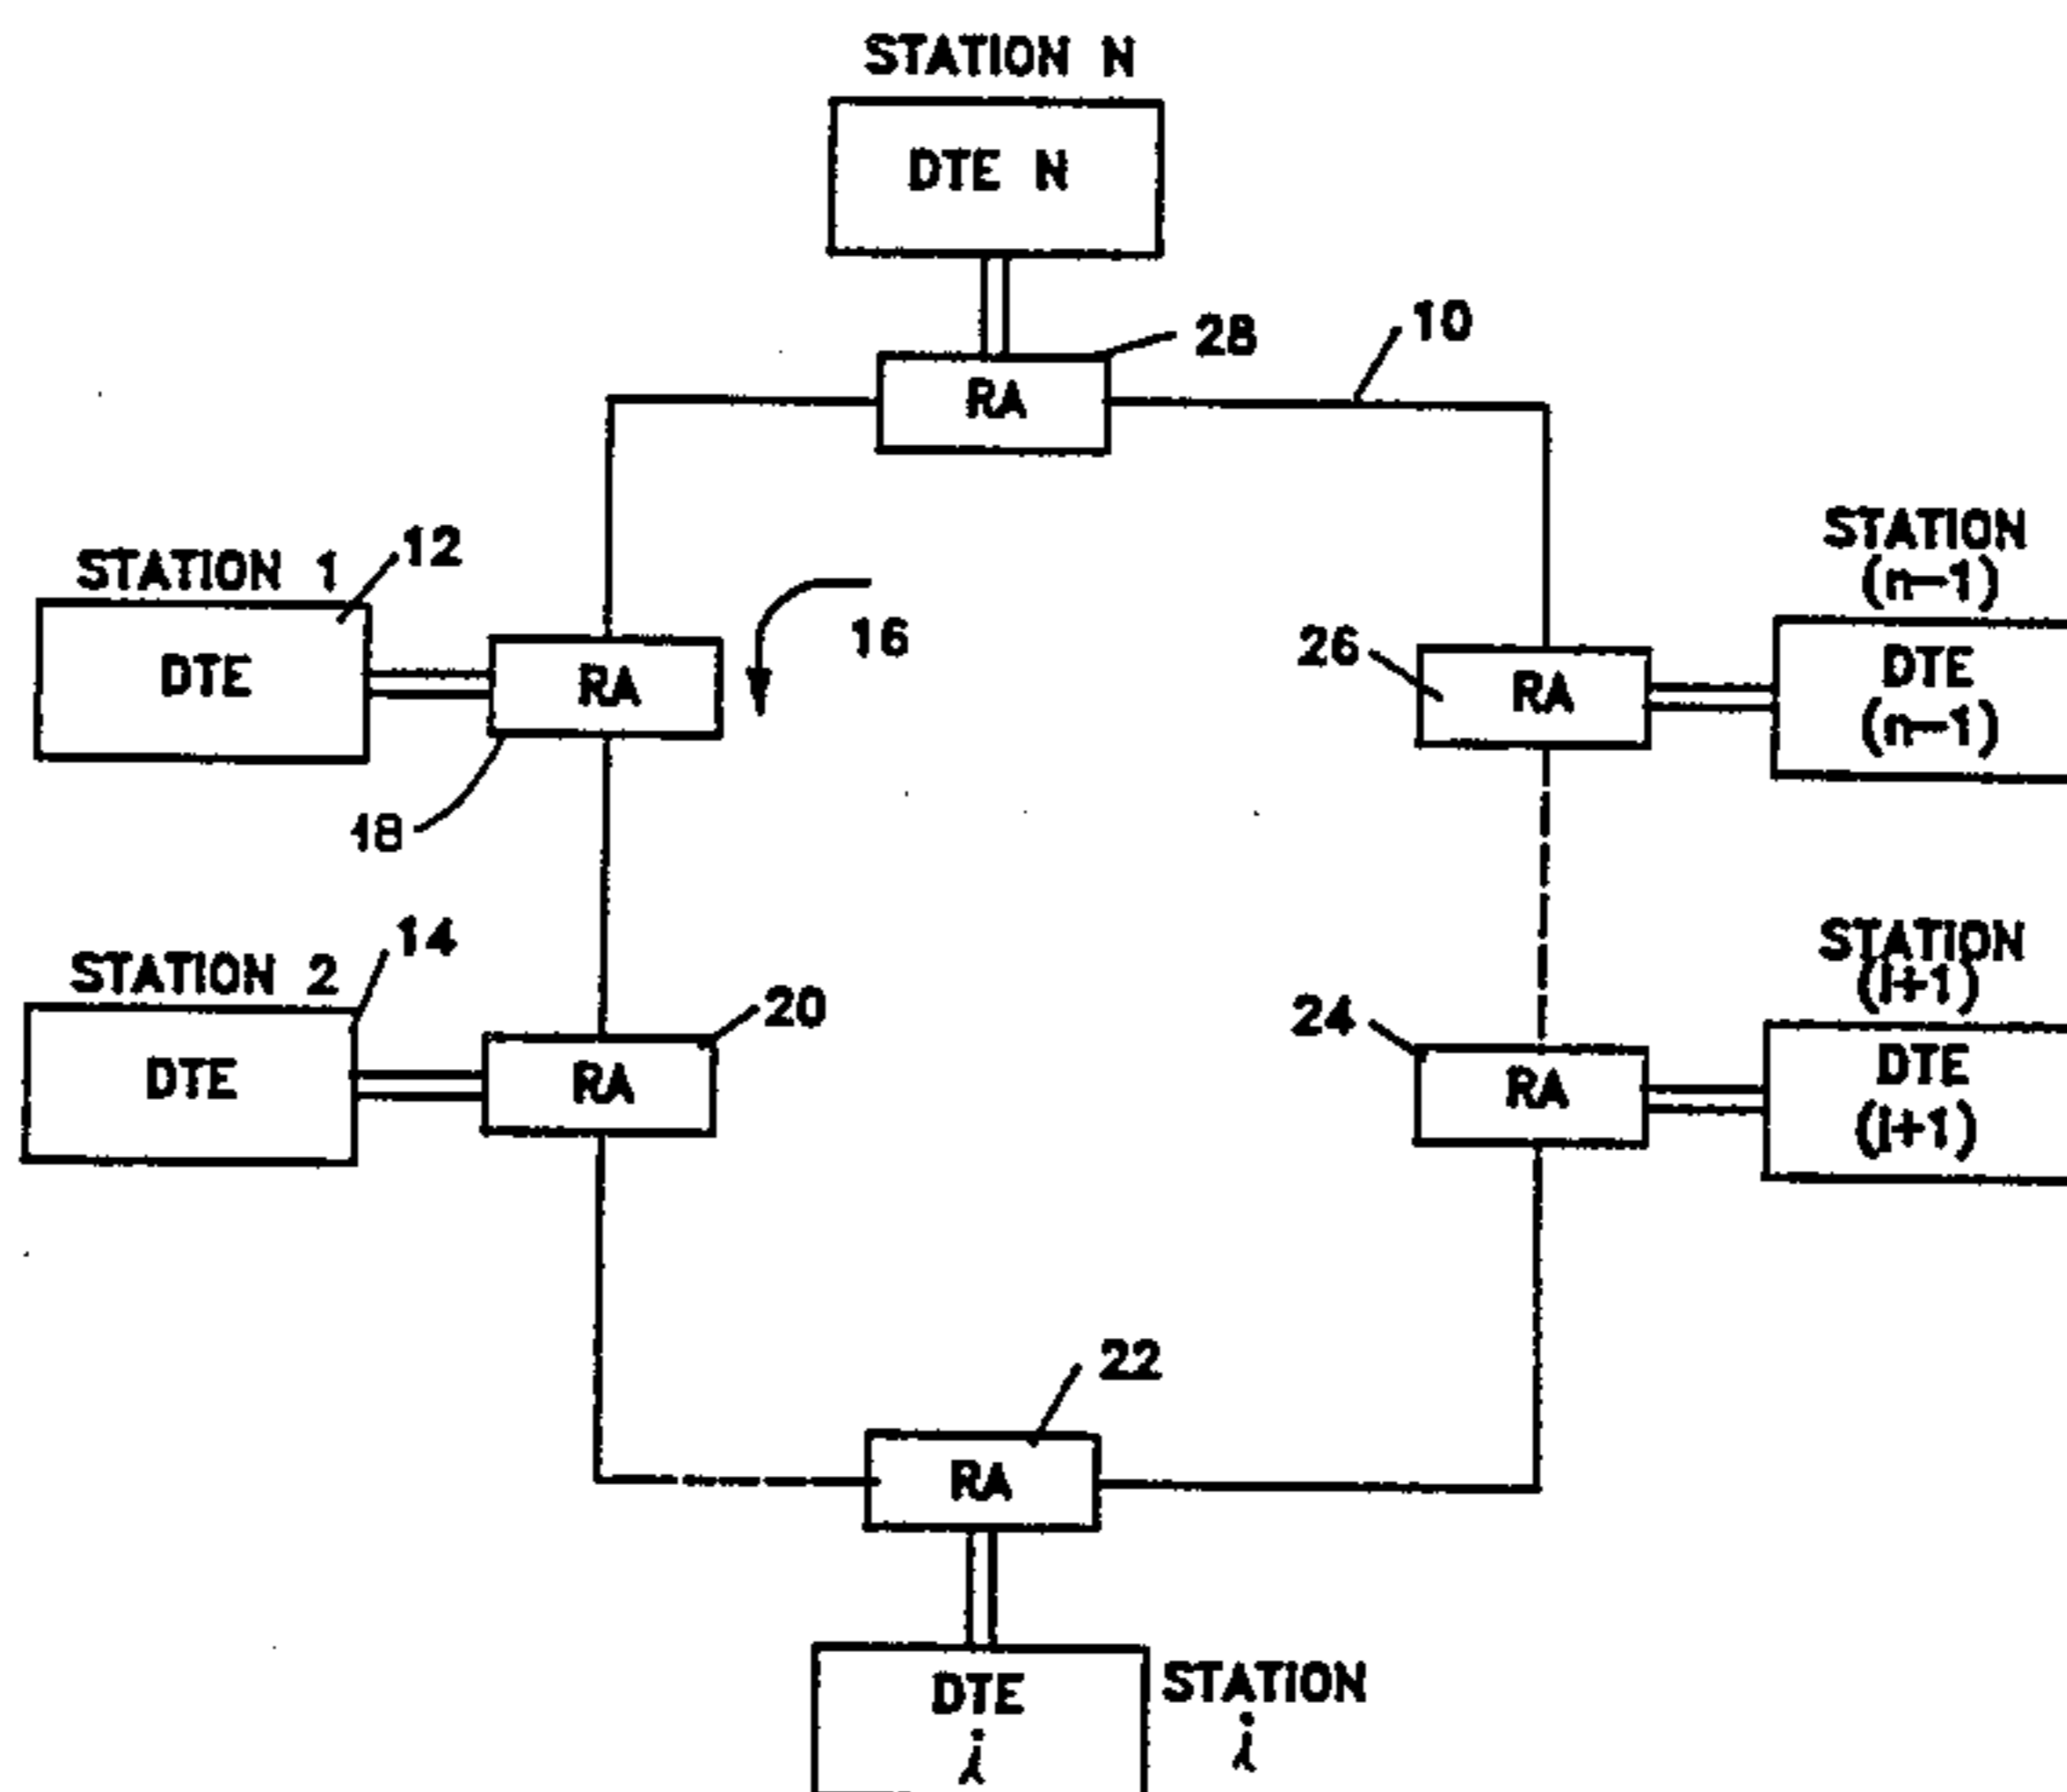 STATION N
DTE N
28
10
RA
STATION 1
12
DTE
RA
16
18
STATION
(n-1)
26
RA
DTE
(n-1)
STATION 2
14
DTE
20
RA
STATION
(i+1)
24
RA
DTE
(i+1)
22
RA
DTE
i
STATION
i